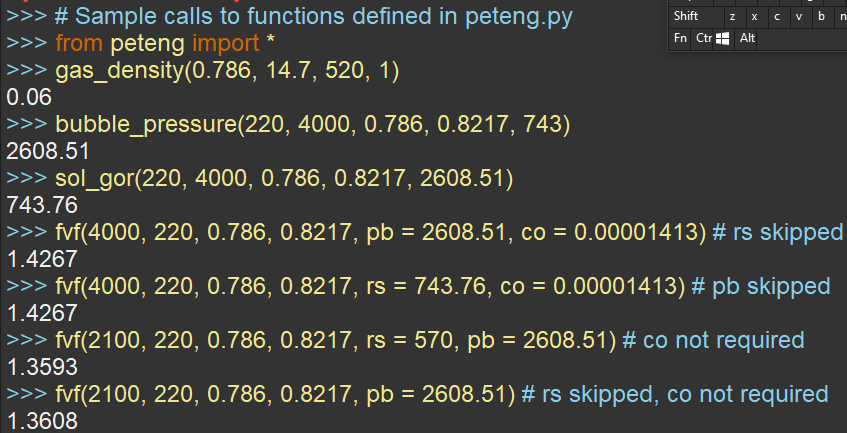 >>> # Sample calls to functions defined in peteng.py
>>> from peteng import *
>>> gas_density(0.786, 14.7, 520, 1)
0.06
>>> bubble_pressure(220, 4000, 0.786, 0.8217, 743)
2608.51
>>> sol_gor(220, 4000, 0.786, 0.8217, 2608.51)
743.76
>>> fvf(4000, 220, 0.786, 0.8217, pb = 2608.51, co = 0.00001413) # rs skipped
1.4267
>>> fvf(4000, 220, 0.786, 0.8217, rs = 743.76, co = 0.00001413) # pb skipped
1.4267
>>> fvf(2100, 220, 0.786, 0.8217, rs = 570, pb = 2608.51) # co not required
1.3593
>>> fvf(2100, 220, 0.786, 0.8217, pb = 2608.51) # rs skipped, co not required
1.3608
Shift z x c v b n
Fn Ctr Alt